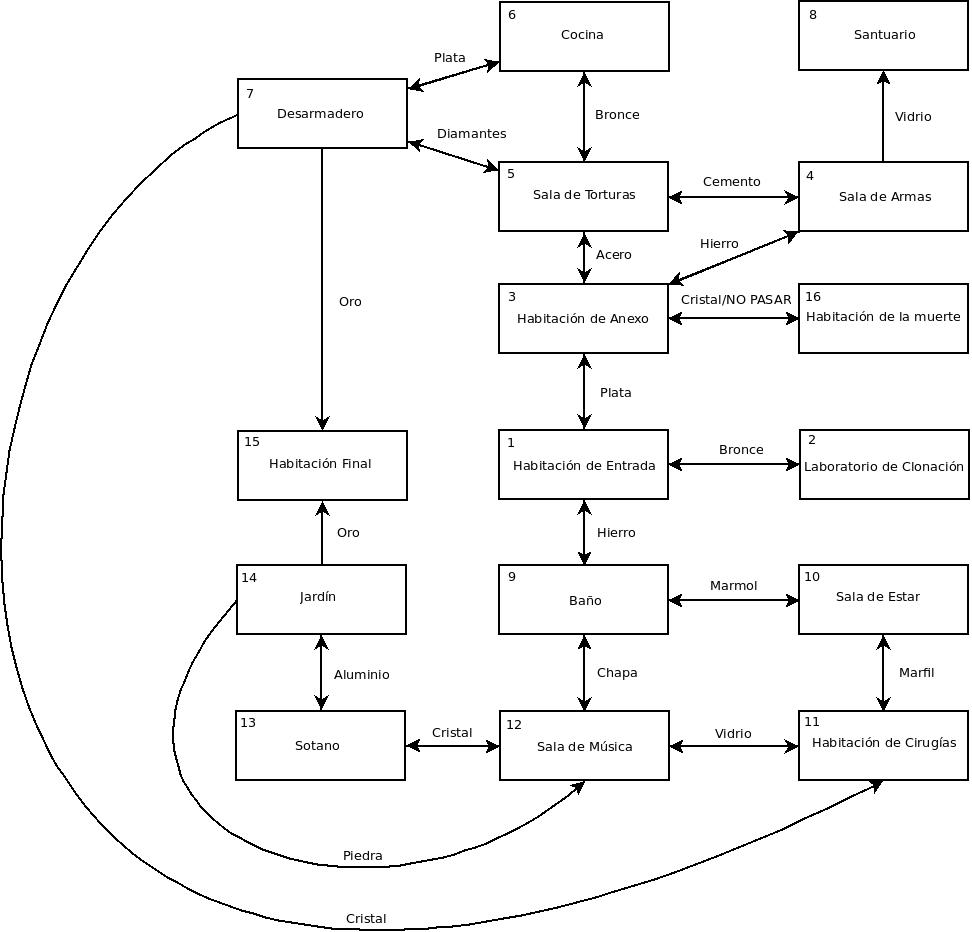 6
Cocina
8
Santuario
Plata
7
Desarmadero
Bronce
Vidrio
Diamantes
5
Sala de Torturas
Cemento
4
Sala de Armas
Acero
Hierro
3
Habitación de Anexo
Cristal/NO PASAR
16
Habitación de la muerte
Oro
Plata
15
Habitación Final
1
Habitación de Entrada
Bronce
2
Laboratorio de Clonación
Oro
Hierro
14
Jardín
9
Baño
Marmol
10
Sala de Estar
Aluminio
Chapa
Marfil
13
Sotano
Cristal
12
Sala de Música
Vidrio
11
Habitación de Cirugías
Piedra
Cristal